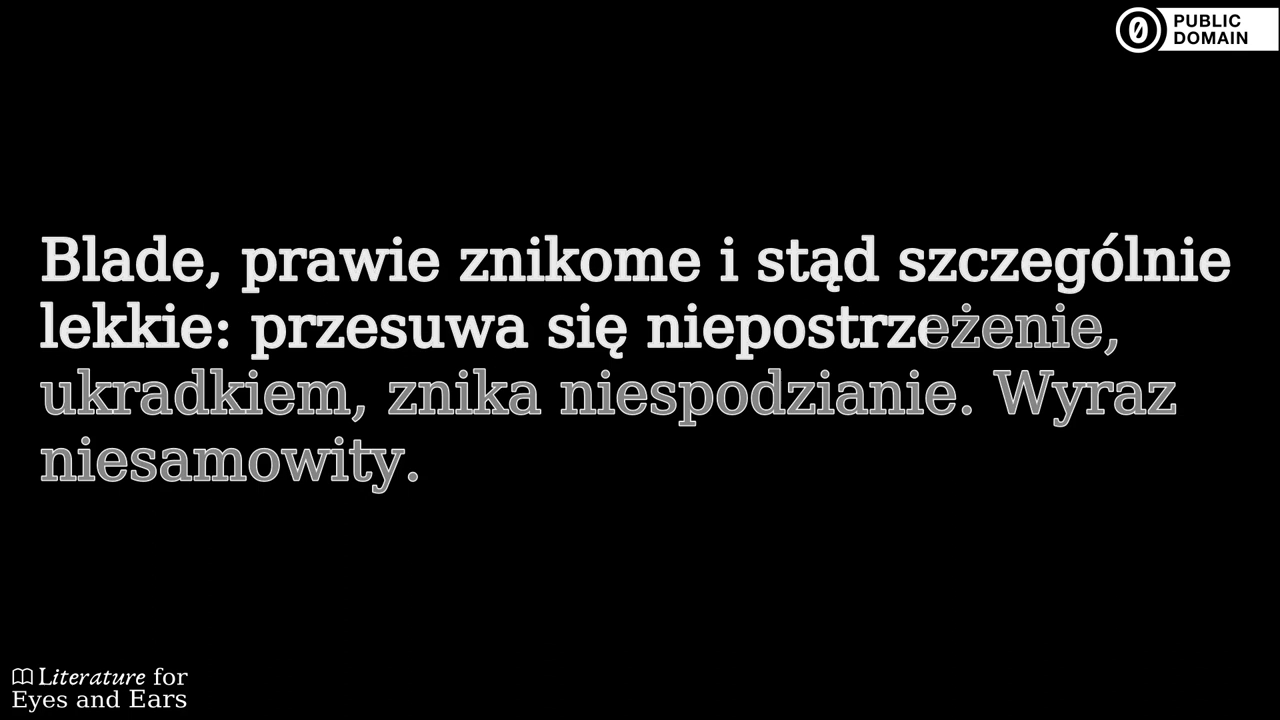 PUBLIC
DOMAIN
Blade, prawie znikome i stąd szczególnie
lekkie: przesuwa się niepostrzeżenie,
ukradkiem, znika niespodzianie. Wyraz
niesamowity.
Literature for
Eyes and Ears